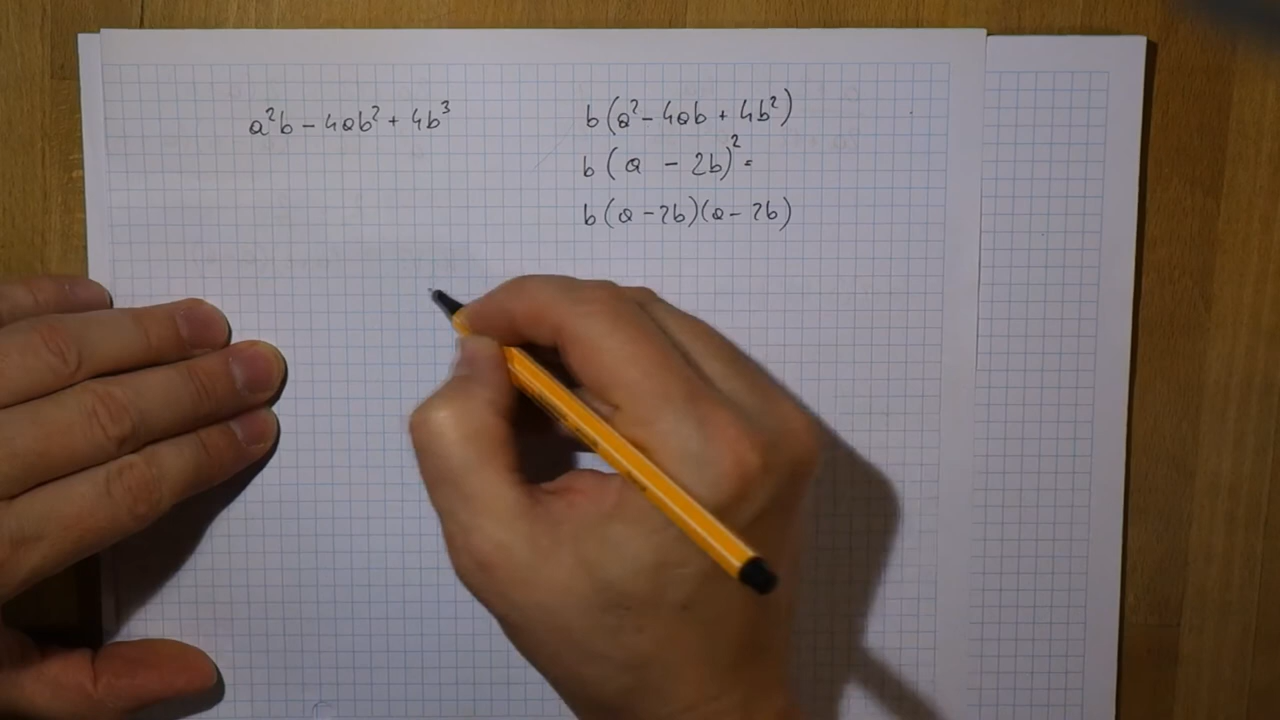 a²b - 4ab² + 4b³
b(a² - 4ab + 4b²)
b(a - 2b)² =
b(a - 2b)(a - 2b)